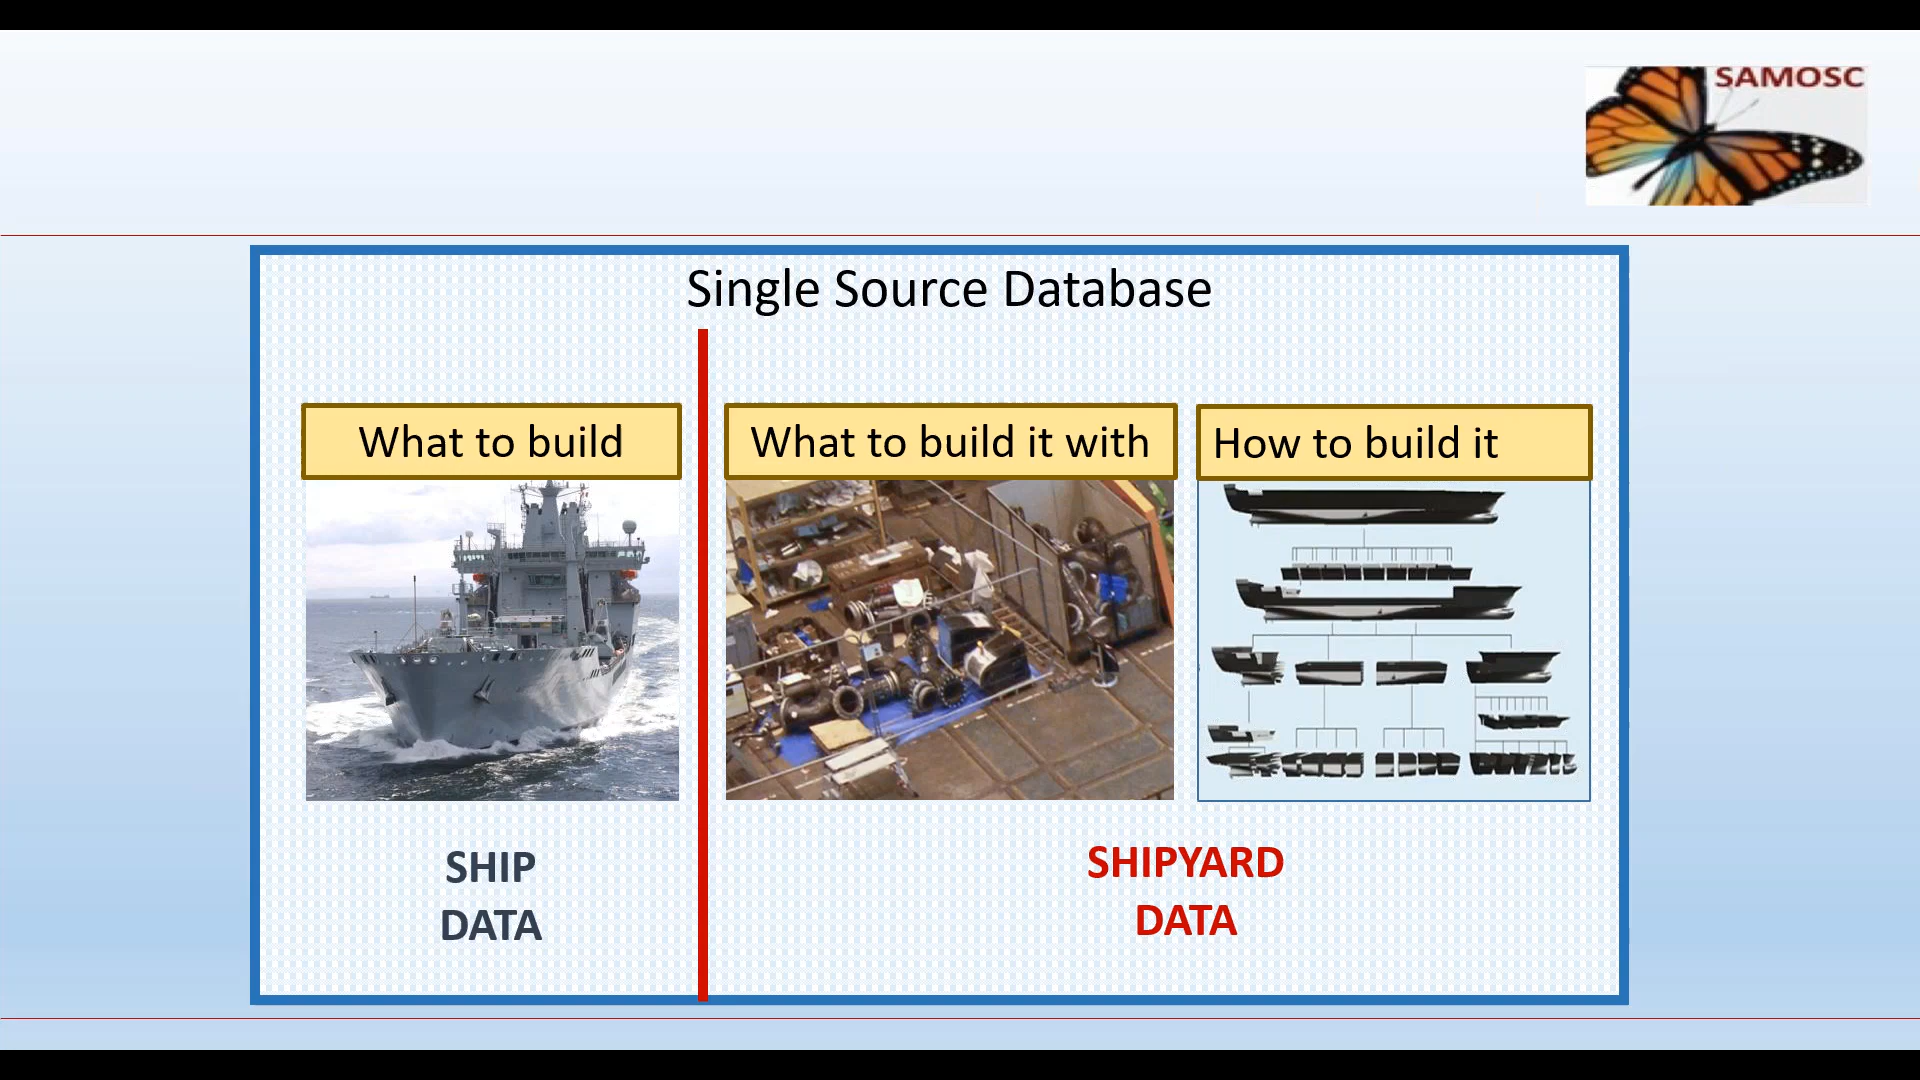 SAMOSC
Single Source Database
What to build
What to build it with
How to build it
SHIP
DATA
SHIPYARD
DATA